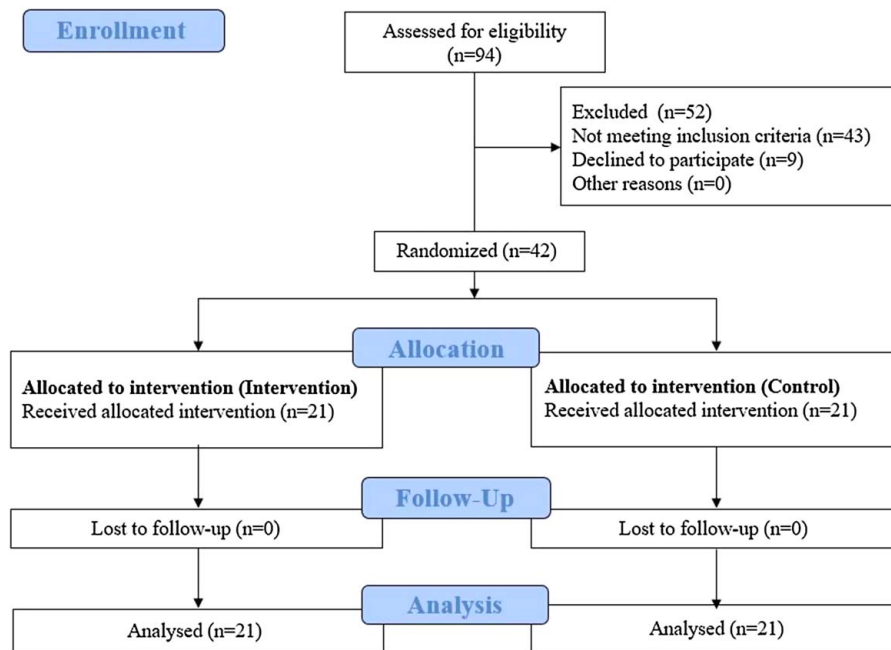 Enrollment
Assessed for eligibility
(n=94)
Excluded (n=52)
Not meeting inclusion criteria (n=43)
Declined to participate (n=9)
Other reasons (n=0)
Randomized (n=42)
Allocation
Allocated to intervention (Intervention)
Received allocated intervention (n=21)
Allocated to intervention (Control)
Received allocated intervention (n=21)
Follow-Up
Lost to follow-up (n=0)
Lost to follow-up (n=0)
Analysis
Analysed (n=21)
Analysed (n=21)